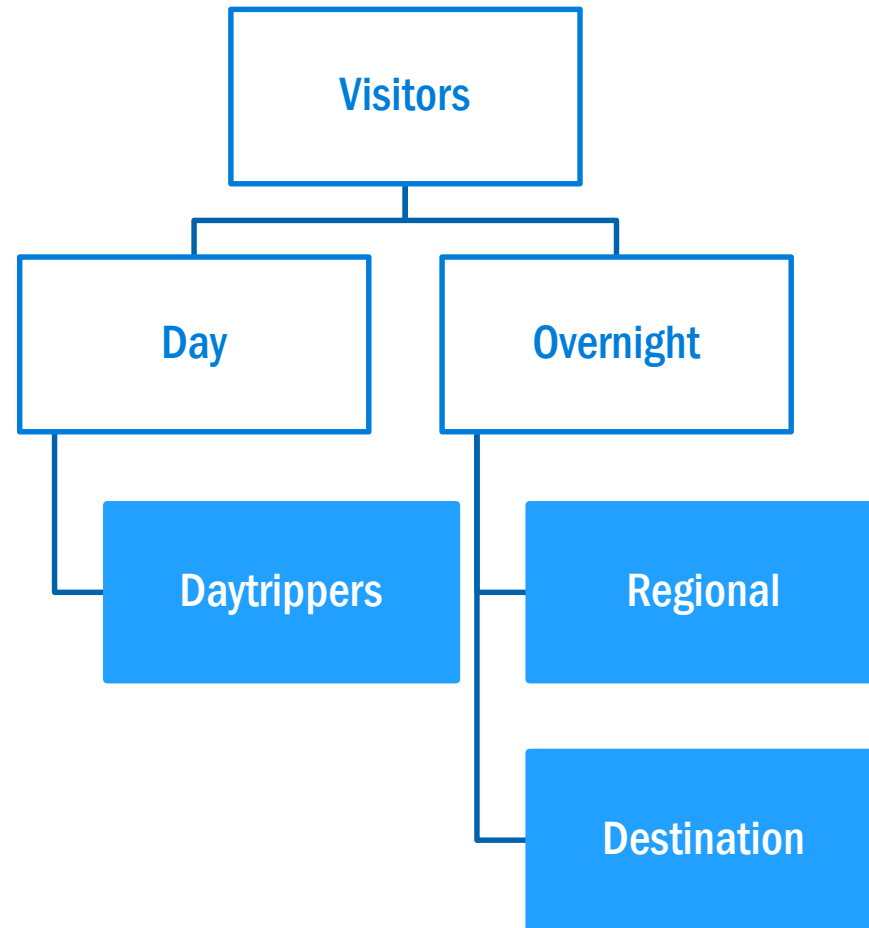 Visitors
Day
Overnight
Daytrippers
Regional
Destination